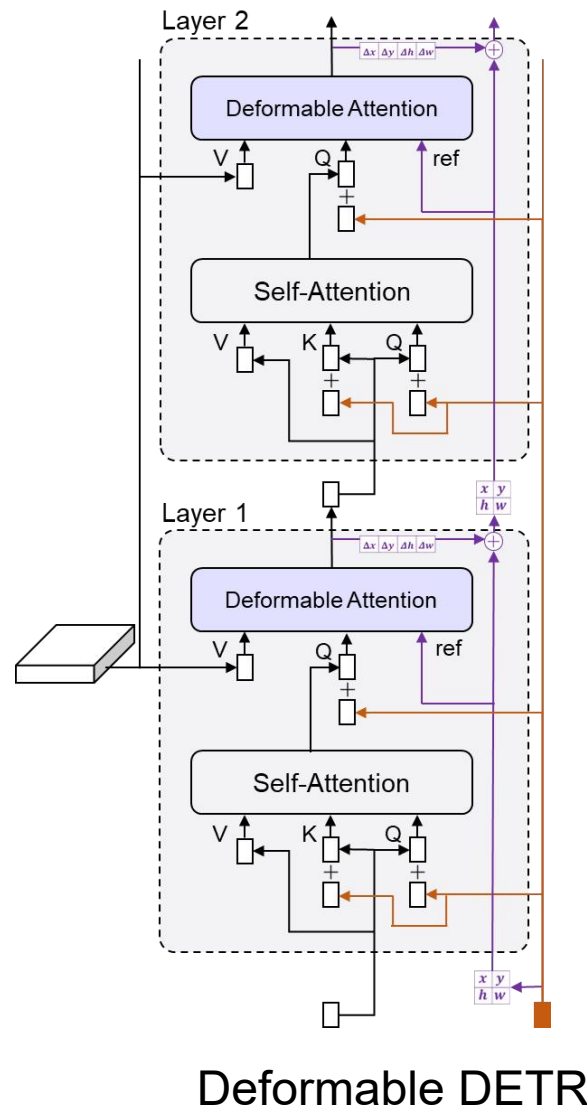 Layer 2
Δx Δy Δh Δw
+
Deformable Attention
V Q ref
+
Self-Attention
V K Q
+ +
x y
h w
Layer 1
Δx Δy Δh Δw
+
Deformable Attention
V Q ref
+
Self-Attention
V K Q
+ +
x y
h w
Deformable DETR